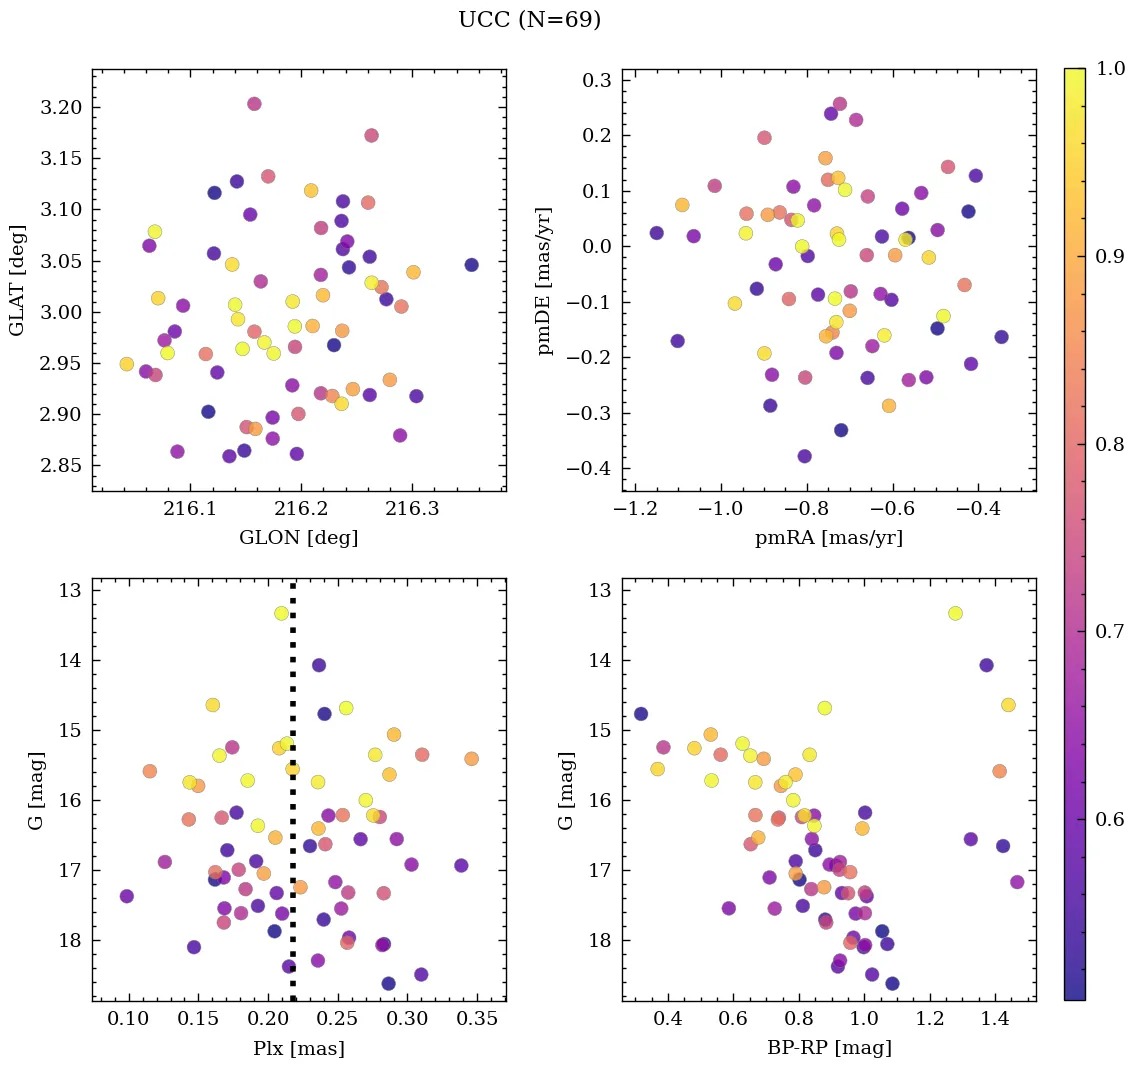 UCC (N=69)
3.20
3.15
3.10
3.05
3.00
2.95
2.90
2.85
GLAT [deg]
216.1 216.2 216.3
GLON [deg]
0.3
0.2
0.1
0.0
−0.1
−0.2
−0.3
−0.4
pmDE [mas/yr]
−1.2 −1.0 −0.8 −0.6 −0.4
pmRA [mas/yr]
1.0
0.9
0.8
0.7
0.6
13
14
15
16
17
18
G [mag]
0.10 0.15 0.20 0.25 0.30 0.35
Plx [mas]
13
14
15
16
17
18
G [mag]
0.4 0.6 0.8 1.0 1.2 1.4
BP-RP [mag]